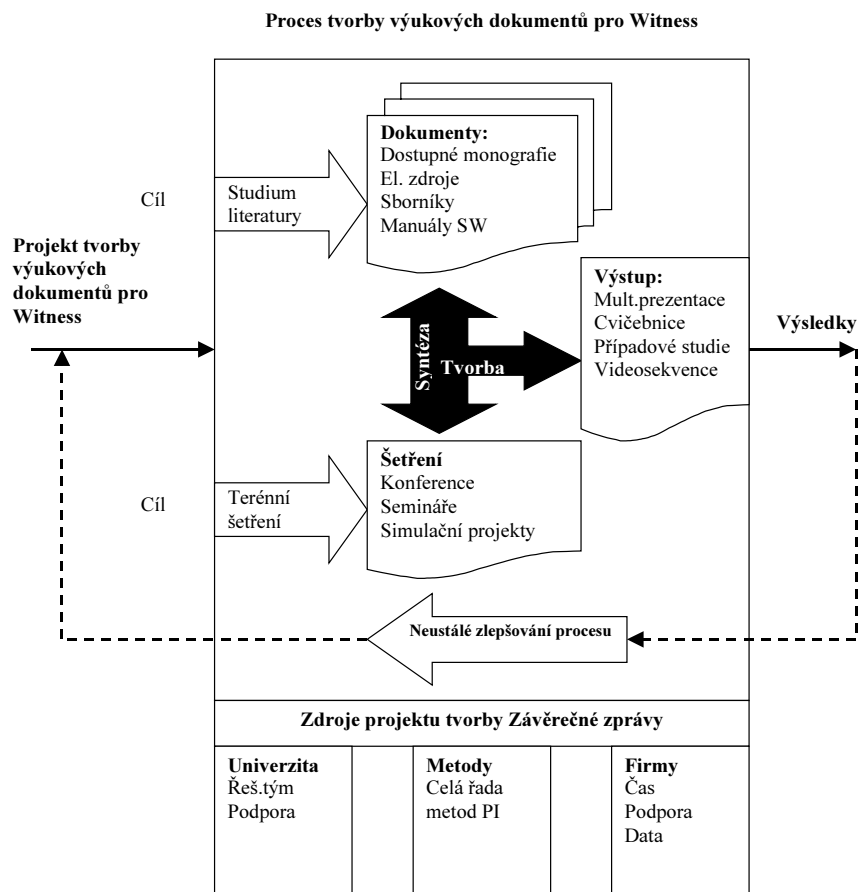 Proces tvorby výukových dokumentů pro Witness
Dokumenty:
Dostupné monografie
El. zdroje
Sborníky
Manuály SW
Cíl
Studium
literatury
Projekt tvorby
výukových
dokumentů pro
Witness
Výstup:
Mult.prezentace
Cvičebnice
Případové studie
Videosekvence
Výsledky
Syntéza
Tvorba
Šetření
Konference
Semináře
Simulační projekty
Cíl
Terénní
šetření
Neustálé zlepšování procesu
Zdroje projektu tvorby Závěrečné zprávy
Univerzita
Řeš.tým
Podpora
Metody
Celá řada
metod PI
Firmy
Čas
Podpora
Data